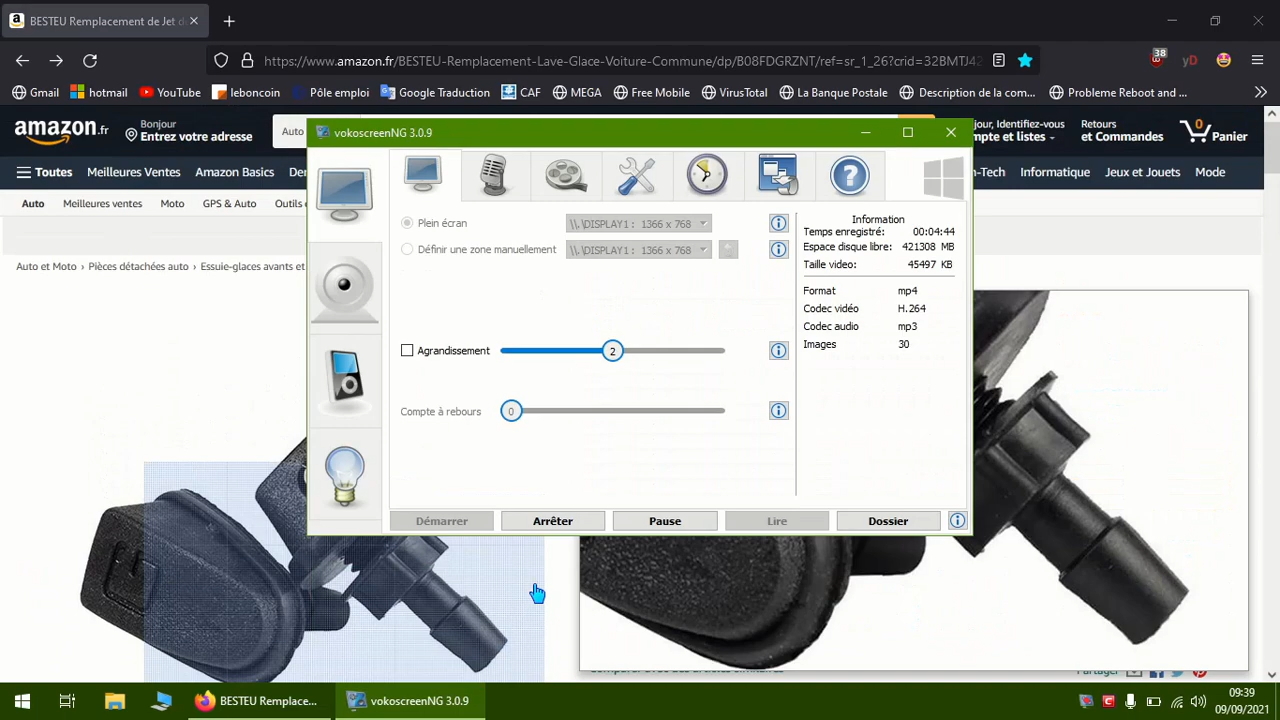 BESTEU Remplacement de Jet d
https://www.amazon.fr/BESTEU-Remplacement-Lave-Glace-Voiture-Commune/dp/B08FDGRZNT/ref=sr_1_26?crid=32BMTJ42
38
yD
Gmail
hotmail
YouTube
leboncoin
Pôle emploi
Google Traduction
CAF
MEGA
Free Mobile
VirusTotal
La Banque Postale
Description de la comm...
Probleme Reboot and ...
amazon.fr
Bonjour
Entrez votre adresse
Auto
vokoscreenNG 3.0.9
jour, Identifiez-vous
mpte et listes
Retours
et Commandes
0
Panier
Toutes
Meilleures Ventes
Amazon Basics
h-Tech
Informatique
Jeux et Jouets
Mode
Auto
Meilleures ventes
Moto
GPS & Auto
Outils
Auto et Moto › Pièces détachées auto › Essuie-glaces avants et
Plein écran
\\.\DISPLAY1 : 1366 x 768
Définir une zone manuellement
\\.\DISPLAY1 : 1366 x 768
Agrandissement
2
Compte à rebours
0
Information
Temps enregistré: 00:04:44
Espace disque libre: 421308 MB
Taille video: 45497 KB
Format mp4
Codec vidéo H.264
Codec audio mp3
Images 30
Démarrer
Arrêter
Pause
Lire
Dossier
Partager
BESTEU Remplace...
vokoscreenNG 3.0.9
09:39
09/09/2021